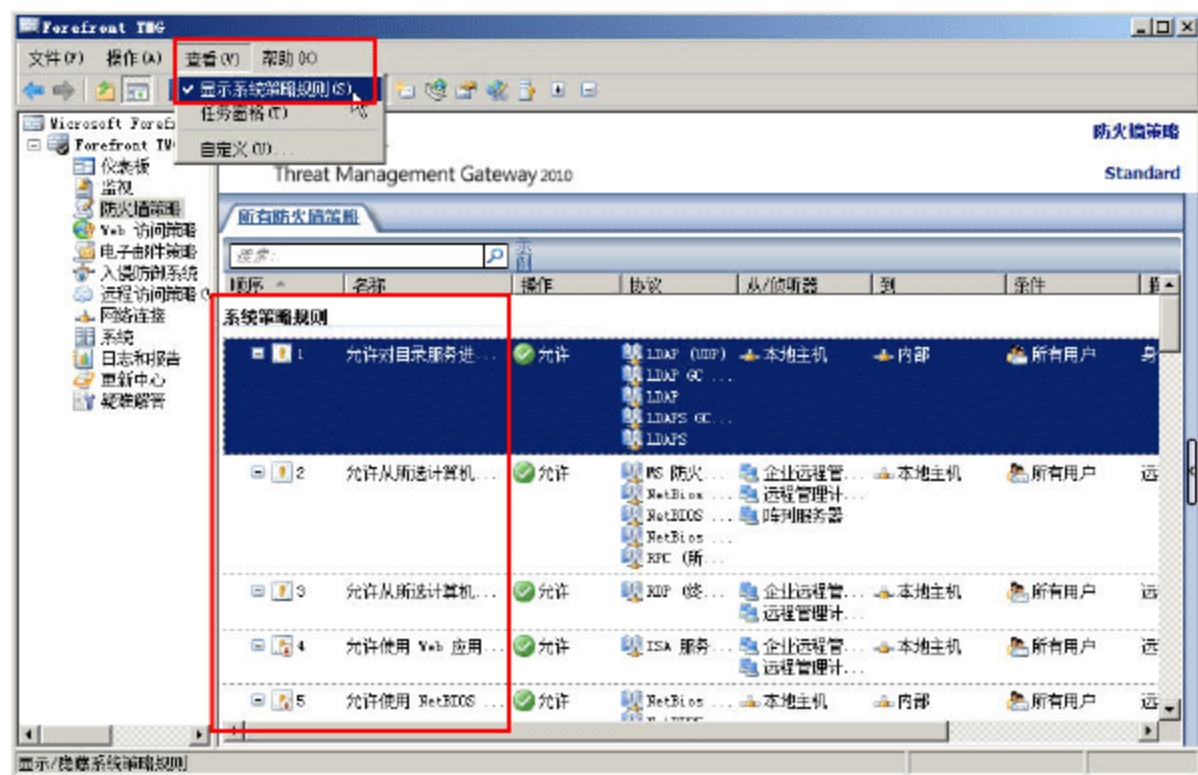 Forefront TMG
文件(F) 操作(A) 查看(V) 帮助(H)
显示系统策略规则(S)
任务窗格(T)
自定义(U)...
Microsoft Foref
Forefront TM
仪表板
监视
防火墙策略
Web 访问策略
电子邮件策略
入侵防御系统
远程访问策略 (V
网络连接
系统
日志和报告
更新中心
疑难解答
防火墙策略
Threat Management Gateway 2010
Standard
所有防火墙策略
搜索:
示例
顺序 名称 操作 协议 从/侦听器 到 条件
系统策略规则
1 允许对目录服务进... 允许 LDAP (UDP) 本地主机 内部 所有用户 身
LDAP GC ...
LDAP
LDAPS GC...
LDAPS
2 允许从所选计算机... 允许 MS 防火... 企业远程管... 本地主机 所有用户 远
NetBios ... 远程管理计...
NetBIOS ... 阵列服务器
NetBios ...
RPC (所...
3 允许从所选计算机... 允许 RDP (终... 企业远程管... 本地主机 所有用户 远
远程管理计...
4 允许使用 Web 应用... 允许 ISA 服务... 企业远程管... 本地主机 所有用户 远
远程管理计...
5 允许使用 NetBIOS ... 允许 NetBios ... 本地主机 内部 所有用户 远
显示/隐藏系统策略规则